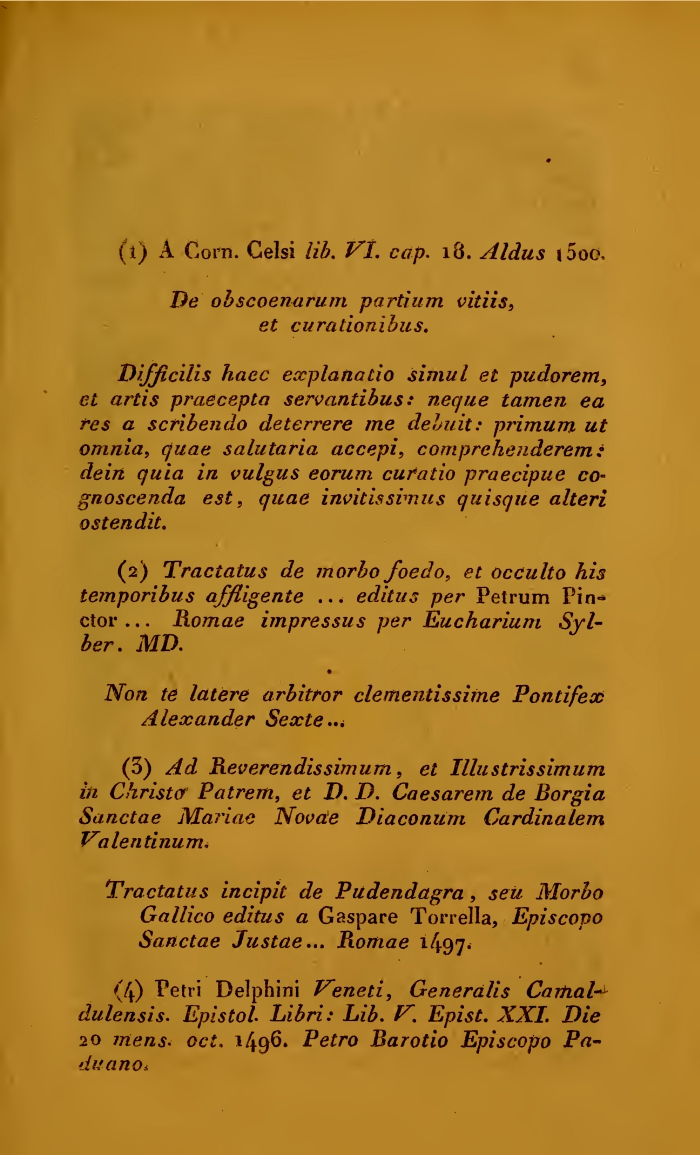 (1) A Corn. Celsi lib. VI. cap. 18. Aldus 1500.
De obscoenarum partium vitiis,
et curationibus.
Difficilis haec explanatio simul et pudorem,
et artis praecepta servantibus: neque tamen ea
res a scribendo deterrere me debuit: primum ut
omnia, quae salutaria accepi, comprehenderem:
dein quia in vulgus eorum curatio praecipue co-
gnoscenda est, quae invitissimus quisque alteri
ostendit.
(2) Tractatus de morbo foedo, et occulto his
temporibus affligente ... editus per Petrum Pin-
ctor ... Romae impressus per Eucharium Syl-
ber. MD.
Non te latere arbitror clementissime Pontifex
Alexander Sexte...
(3) Ad Reverendissimum, et Illustrissimum
in Christo Patrem, et D. D. Caesarem de Borgia
Sanctae Mariae Novae Diaconum Cardinalem
Valentinum.
Tractatus incipit de Pudendagra, seu Morbo
Gallico editus a Gaspare Torrella, Episcopo
Sanctae Justae... Romae 1497.
(4) Petri Delphini Veneti, Generalis Camal-
dulensis. Epistol. Libri: Lib. V. Epist. XXI. Die
20 mens. oct. 1496. Petro Barotio Episcopo Pa-
duano.